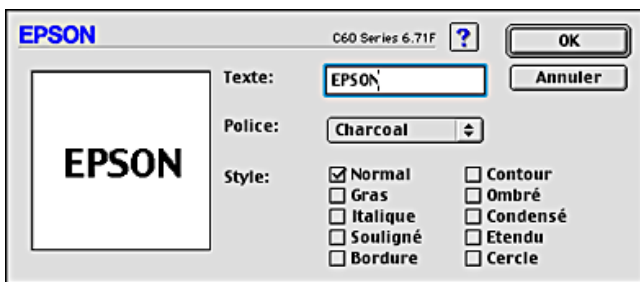 EPSON
C60 Series 6.71F
?
OK
Texte:
EPSON
Annuler
Police:
Charcoal
EPSON
Style:
Normal
Contour
Gras
Ombré
Italique
Condensé
Souligné
Etendu
Bordure
Cercle